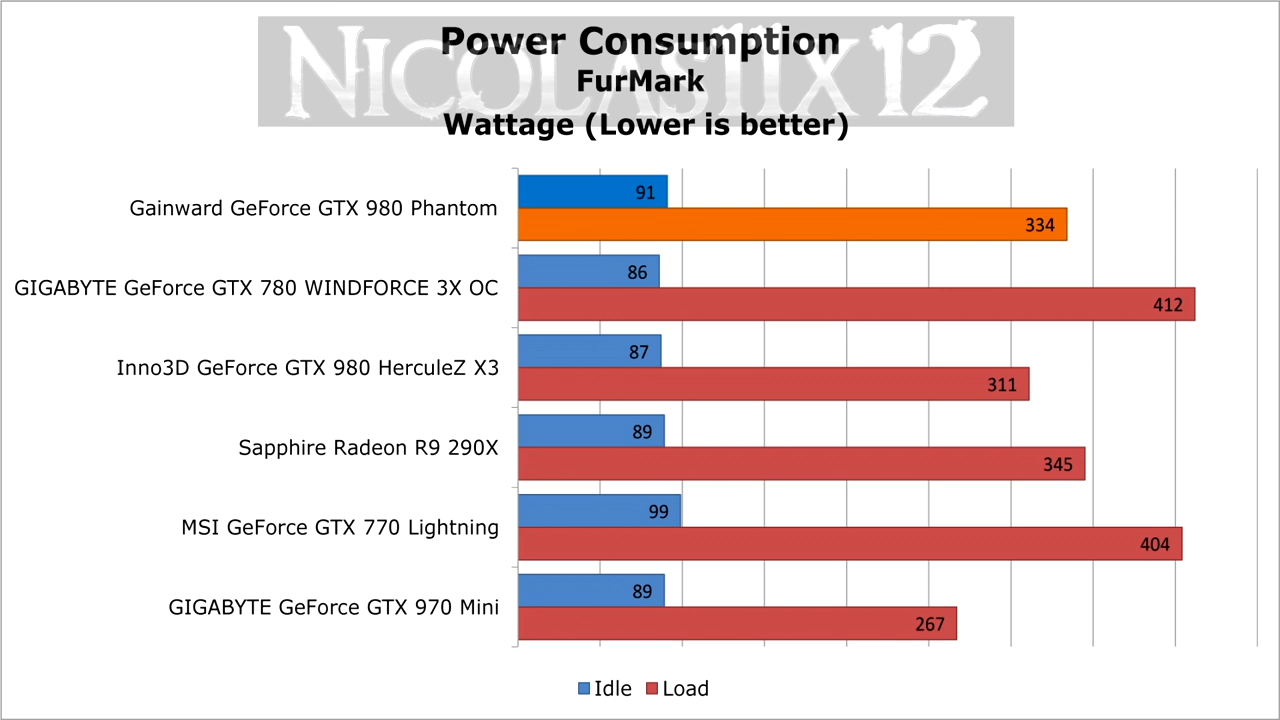 NICOLAS11X12
Power Consumption
FurMark
Wattage (Lower is better)
Gainward GeForce GTX 980 Phantom
91
334
GIGABYTE GeForce GTX 780 WINDFORCE 3X OC
86
412
Inno3D GeForce GTX 980 HerculeZ X3
87
311
Sapphire Radeon R9 290X
89
345
MSI GeForce GTX 770 Lightning
99
404
GIGABYTE GeForce GTX 970 Mini
89
267
Idle Load